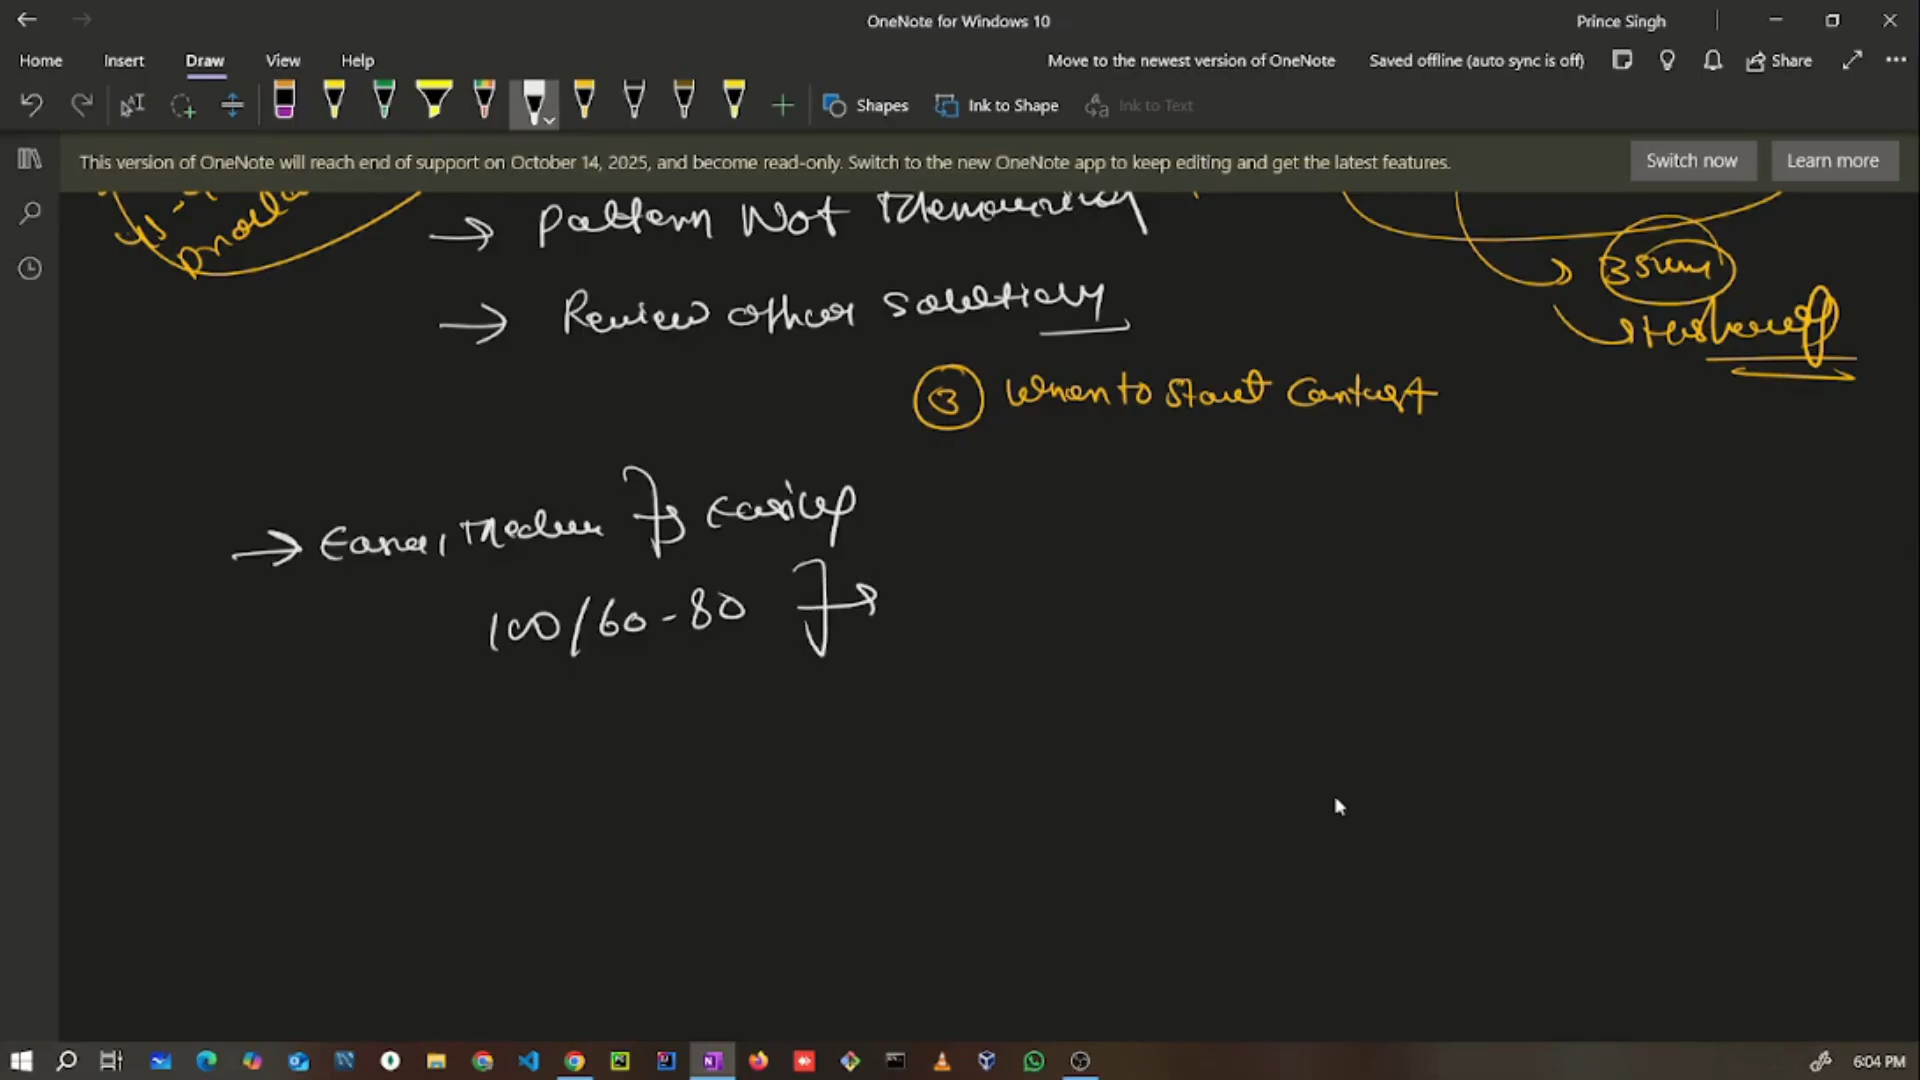 OneNote for Windows 10
Prince Singh
Home Insert Draw View Help
Move to the newest version of OneNote Saved offline (auto sync is off) Share
Shapes Ink to Shape Ink to Text
This version of OneNote will reach end of support on October 14, 2025, and become read-only. Switch to the new OneNote app to keep editing and get the latest features. Switch now Learn more
→ Pattern Not
3 sum
→ Review other solution
③ When to start Contest
→ Easy, Medium → easily
100/60-80 →
6:04 PM